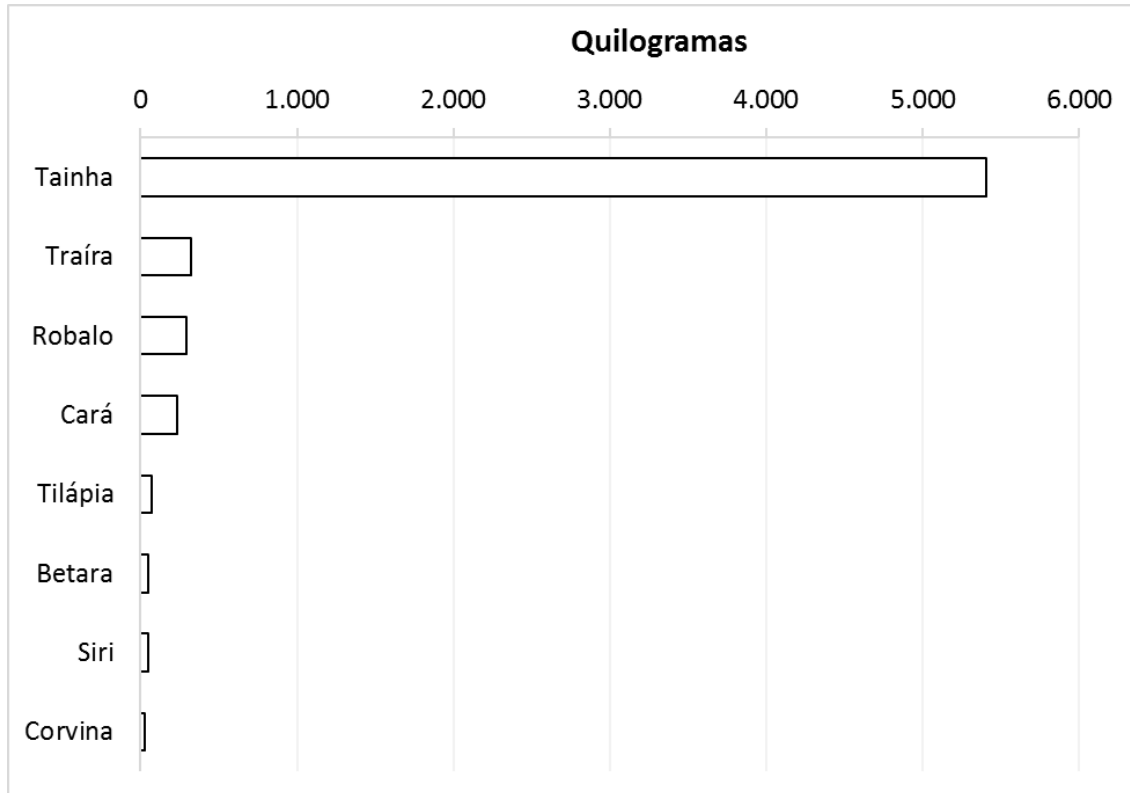 Quilogramas
0 1.000 2.000 3.000 4.000 5.000 6.000
Tainha
Traíra
Robalo
Cará
Tilápia
Betara
Siri
Corvina